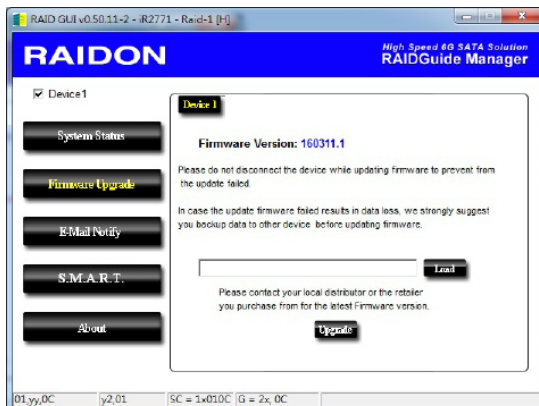 RAID GUI v0.50.11-2 - iR2771 - Raid-1 [H]
RAIDON
High Speed 6G SATA Solution
RAIDGuide Manager
Device1
System Status
Firmware Upgrade
E-Mail Notify
S.M.A.R.T.
About
Device 1
Firmware Version: 160311.1
Please do not disconnect the device while updating firmware to prevent from
the update failed.
In case the update firmware failed results in data loss, we strongly suggest
you backup data to other device before updating firmware.
Load
Please contact your local distributor or the retailer
you purchase from for the latest Firmware version.
Upgrade
01,yy,0C
y2,01
SC = 1x010C
G = 2x, 0C